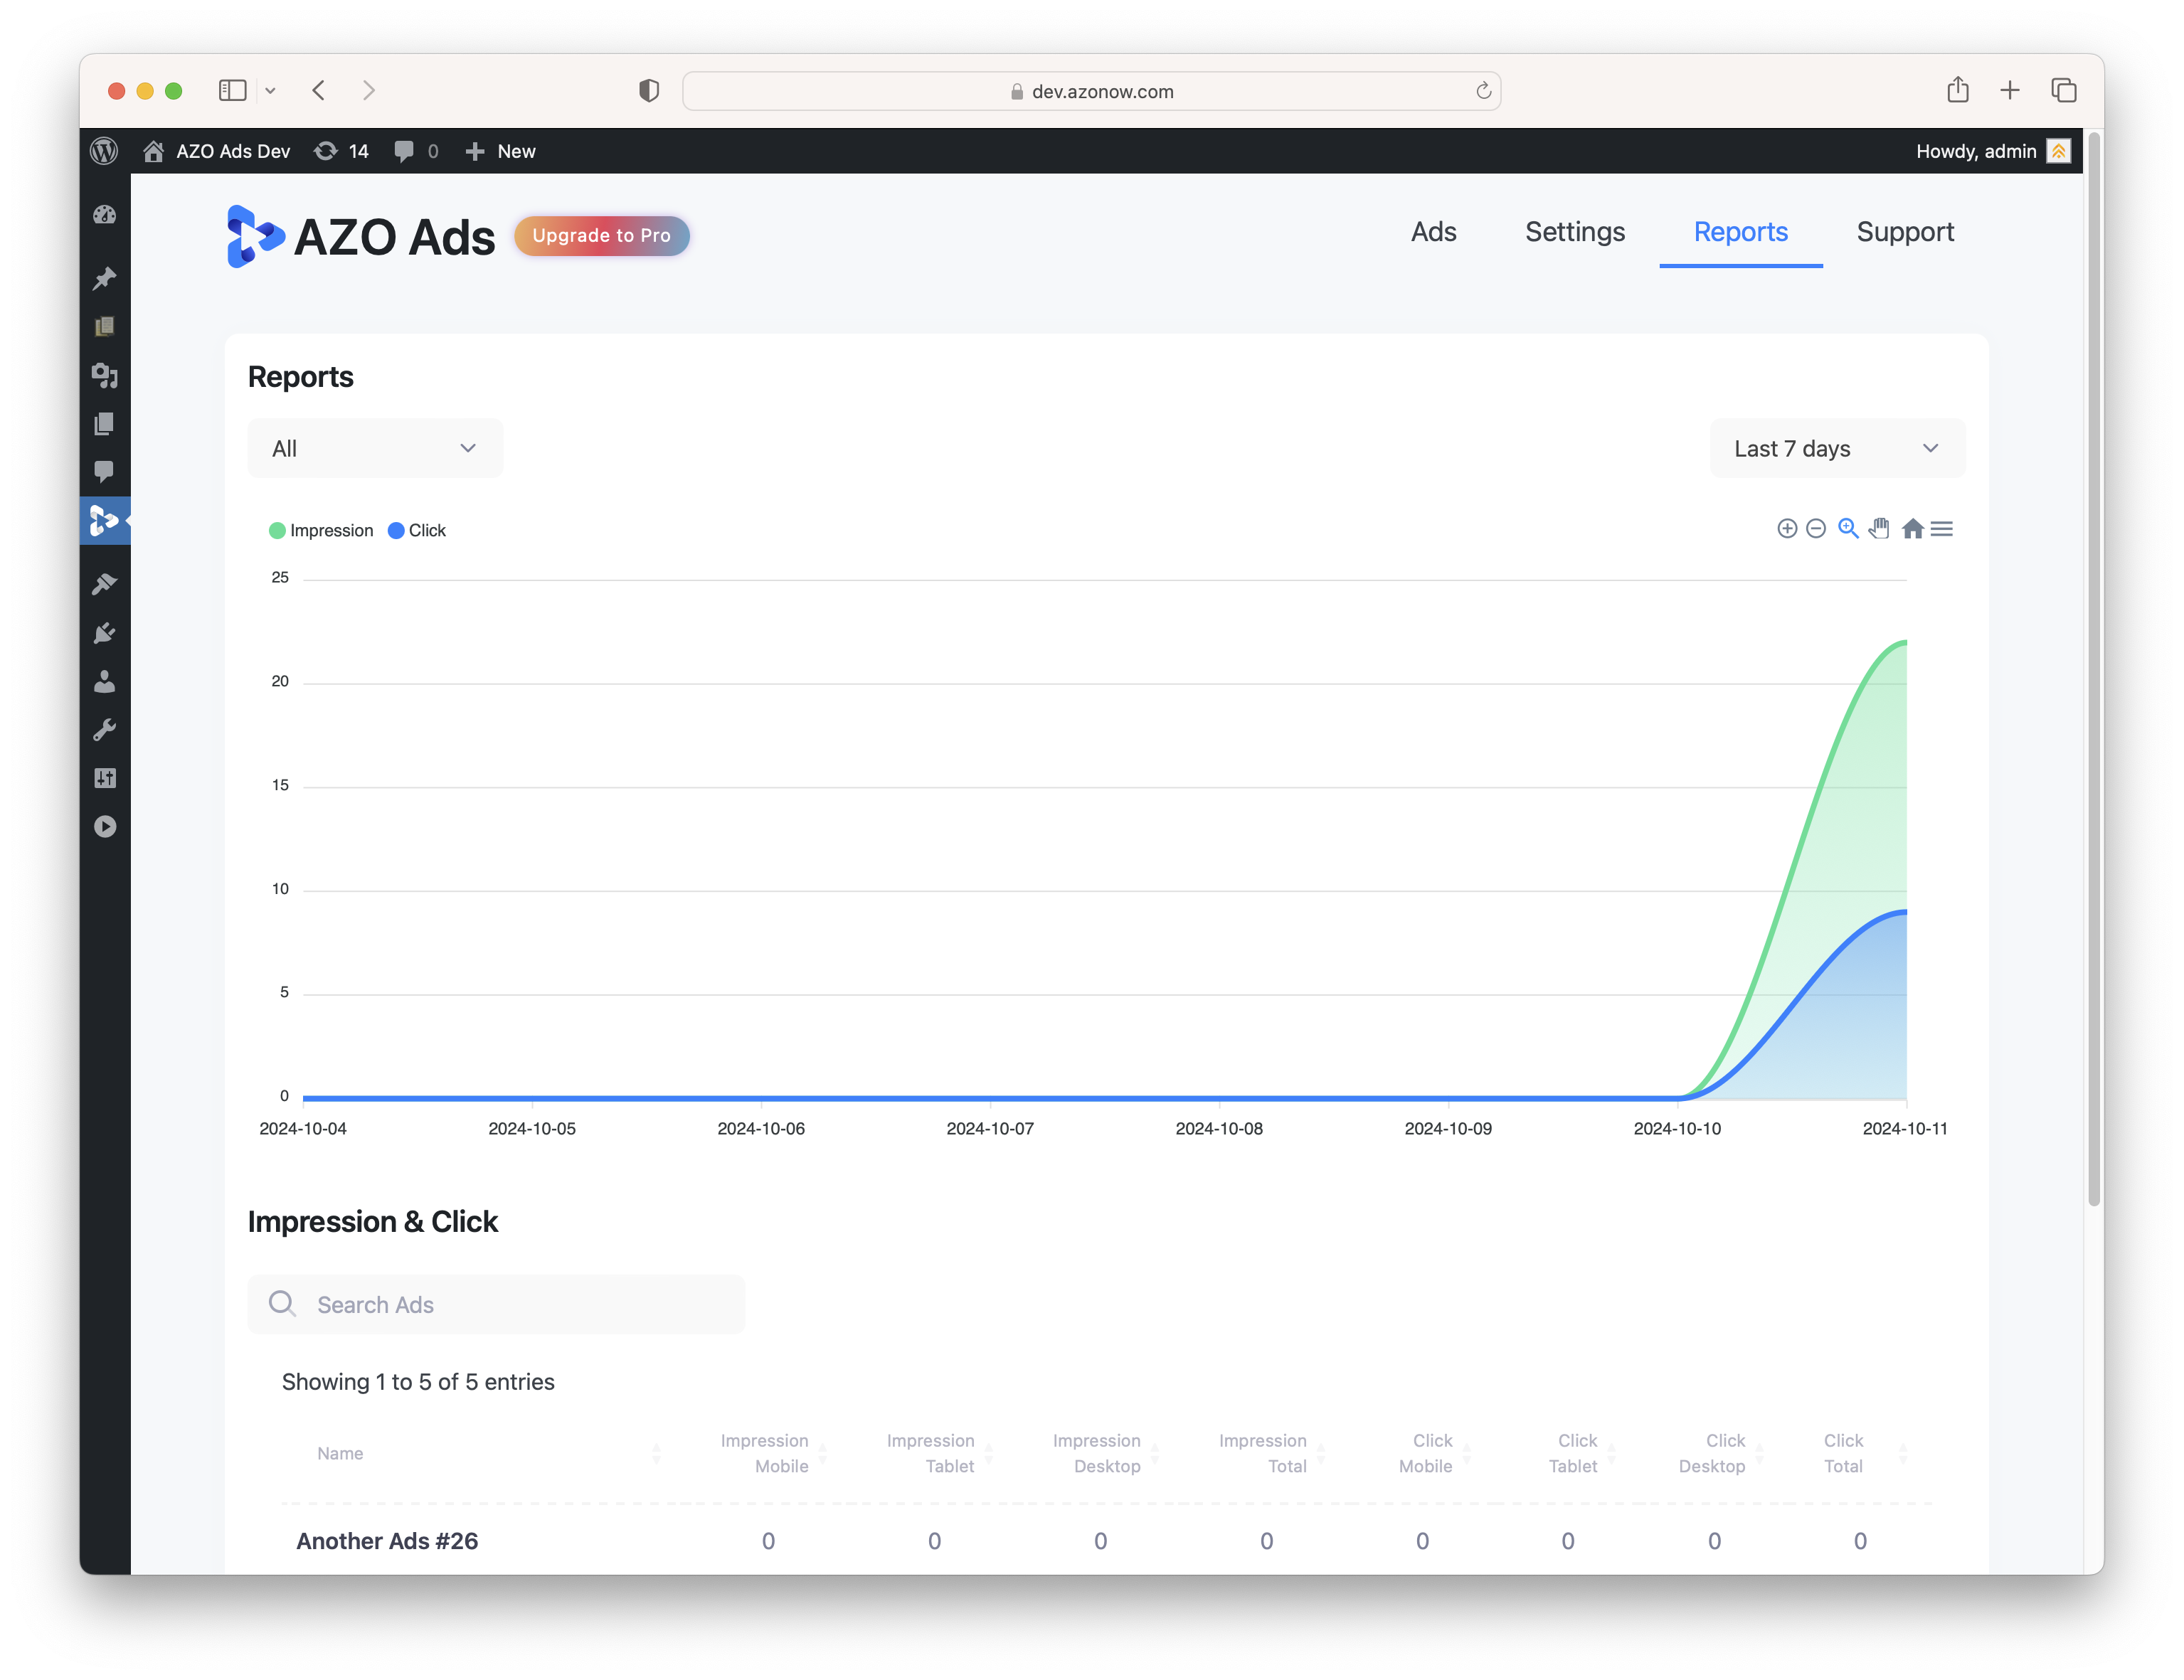 dev.azonow.com
AZO Ads Dev 14 0 New Howdy, admin
AZO Ads Upgrade to Pro Ads Settings Reports Support
Reports
All Last 7 days
Impression Click
25
20
15
10
5
0
2024-10-04 2024-10-05 2024-10-06 2024-10-07 2024-10-08 2024-10-09 2024-10-10 2024-10-11
Impression & Click
Search Ads
Showing 1 to 5 of 5 entries
Name Impression Mobile Impression Tablet Impression Desktop Impression Total Click Mobile Click Tablet Click Desktop Click Total
Another Ads #26 0 0 0 0 0 0 0 0